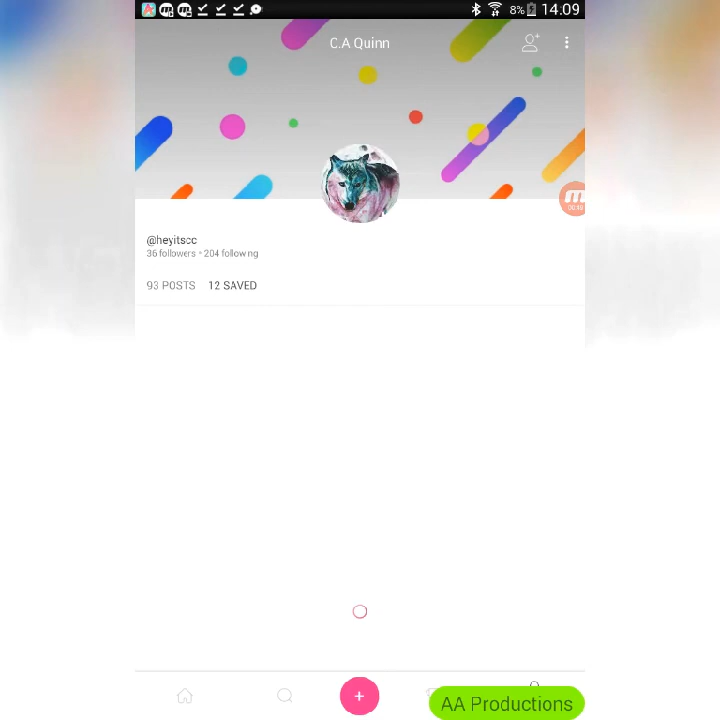 8% 14:09
C.A Quinn
@heyitscc
36 followers • 204 following
93 POSTS 12 SAVED
AA Productions